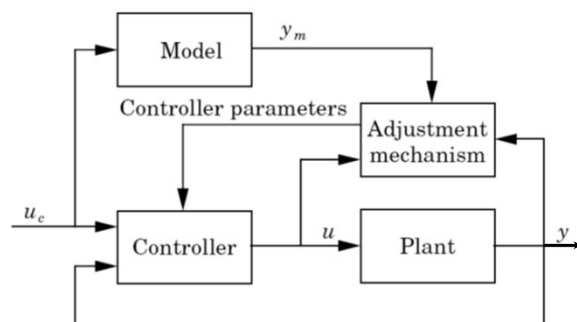 Model
y_m
Controller parameters
Adjustment
mechanism
u_c
Controller
u
Plant
y